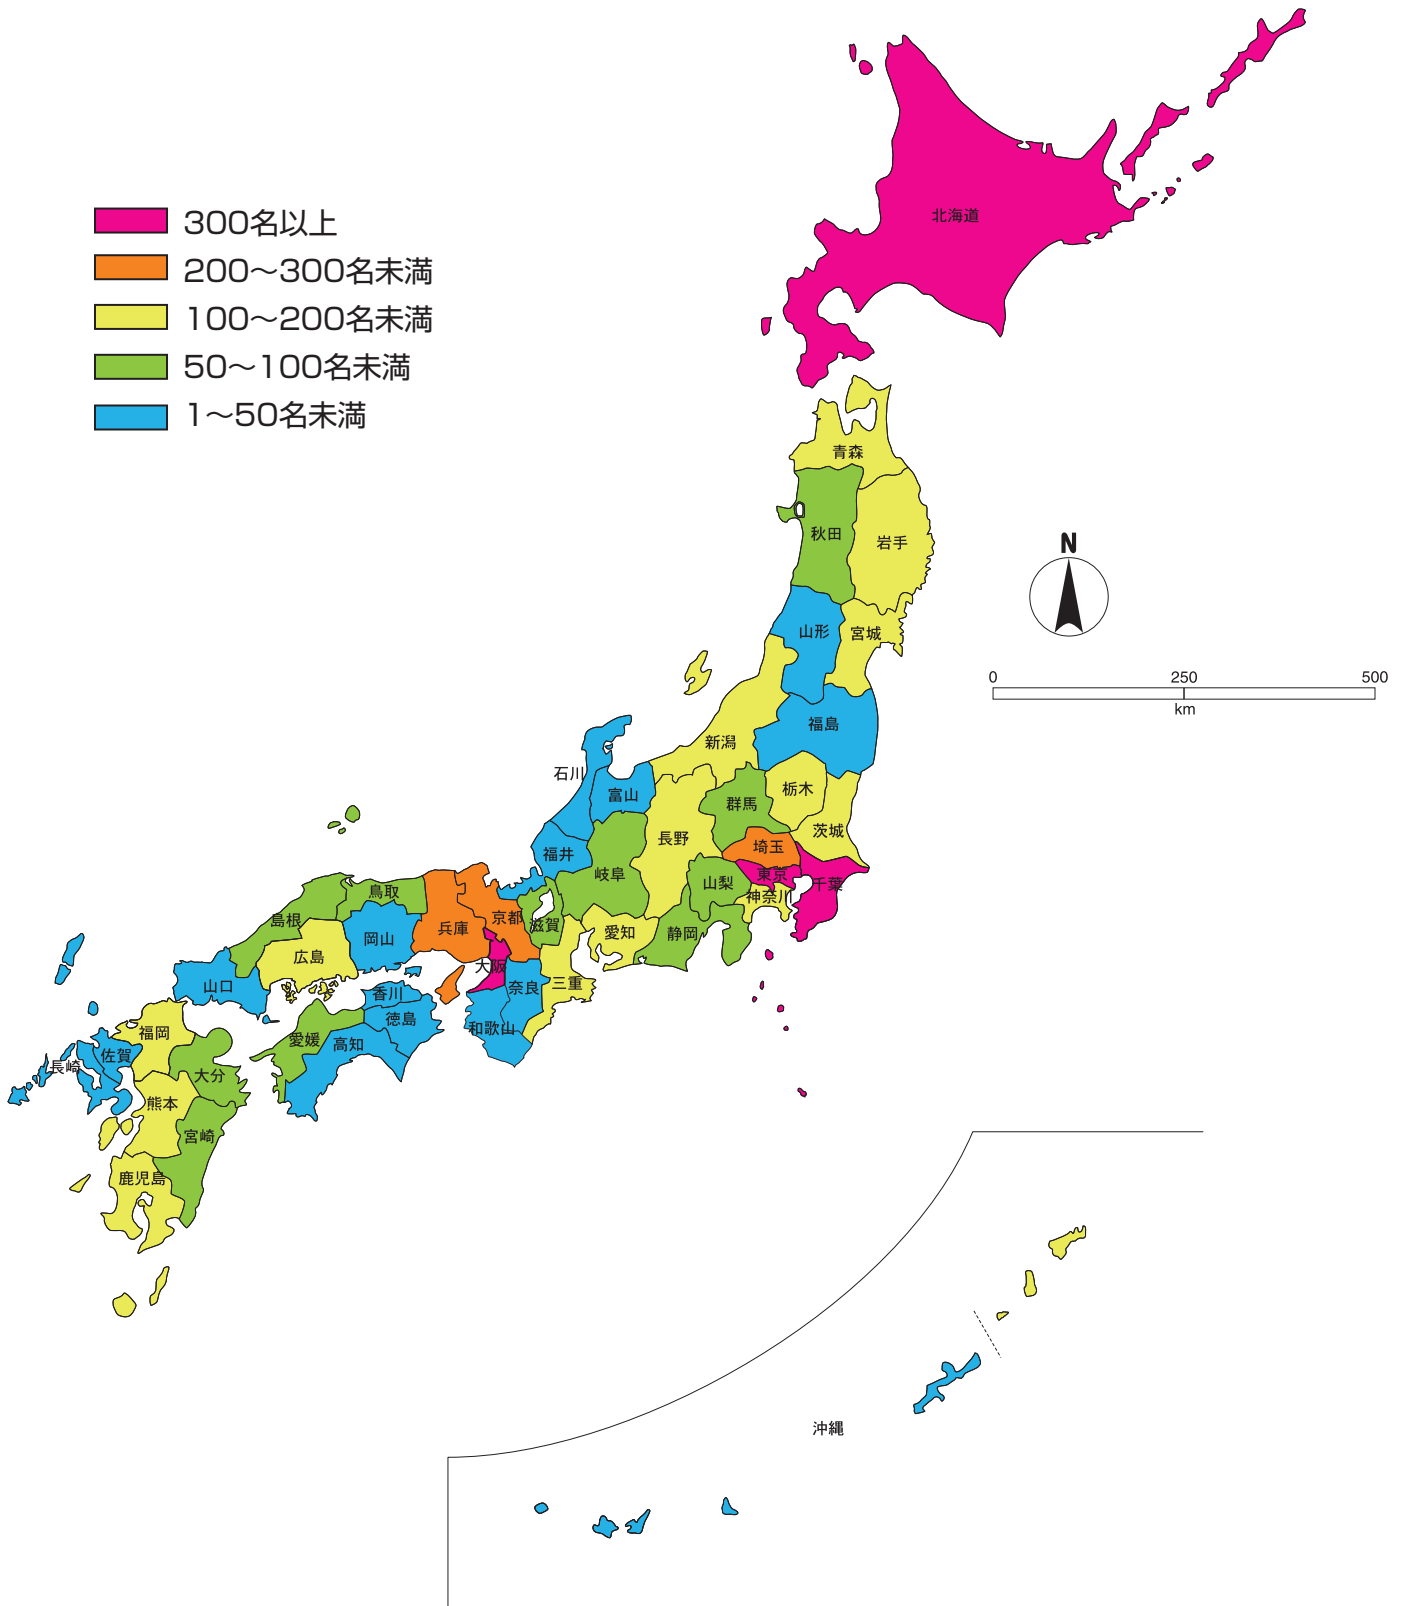 300名以上
200〜300名未満
100〜200名未満
50〜100名未満
1〜50名未満
北海道
青森
秋田
岩手
N
山形
宮城
0 250 500
km
福島
新潟
石川
富山
群馬
栃木
長野
茨城
埼玉
福井
岐阜
東京
山梨
千葉
神奈川
鳥取
島根
兵庫
京都
滋賀
愛知
静岡
岡山
広島
大阪
山口
香川
奈良
三重
徳島
和歌山
福岡
愛媛
高知
佐賀
長崎
大分
熊本
宮崎
鹿児島
沖縄